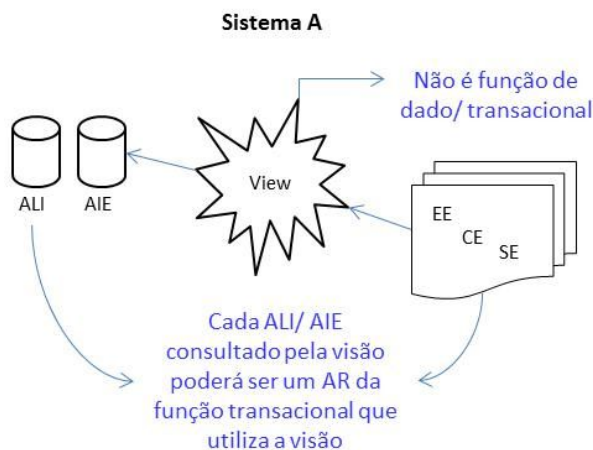 Sistema A
Não é função de
dado/ transacional
View
ALI
AIE
EE
CE
SE
Cada ALI/ AIE
consultado pela visão
poderá ser um AR da
função transacional que
utiliza a visão